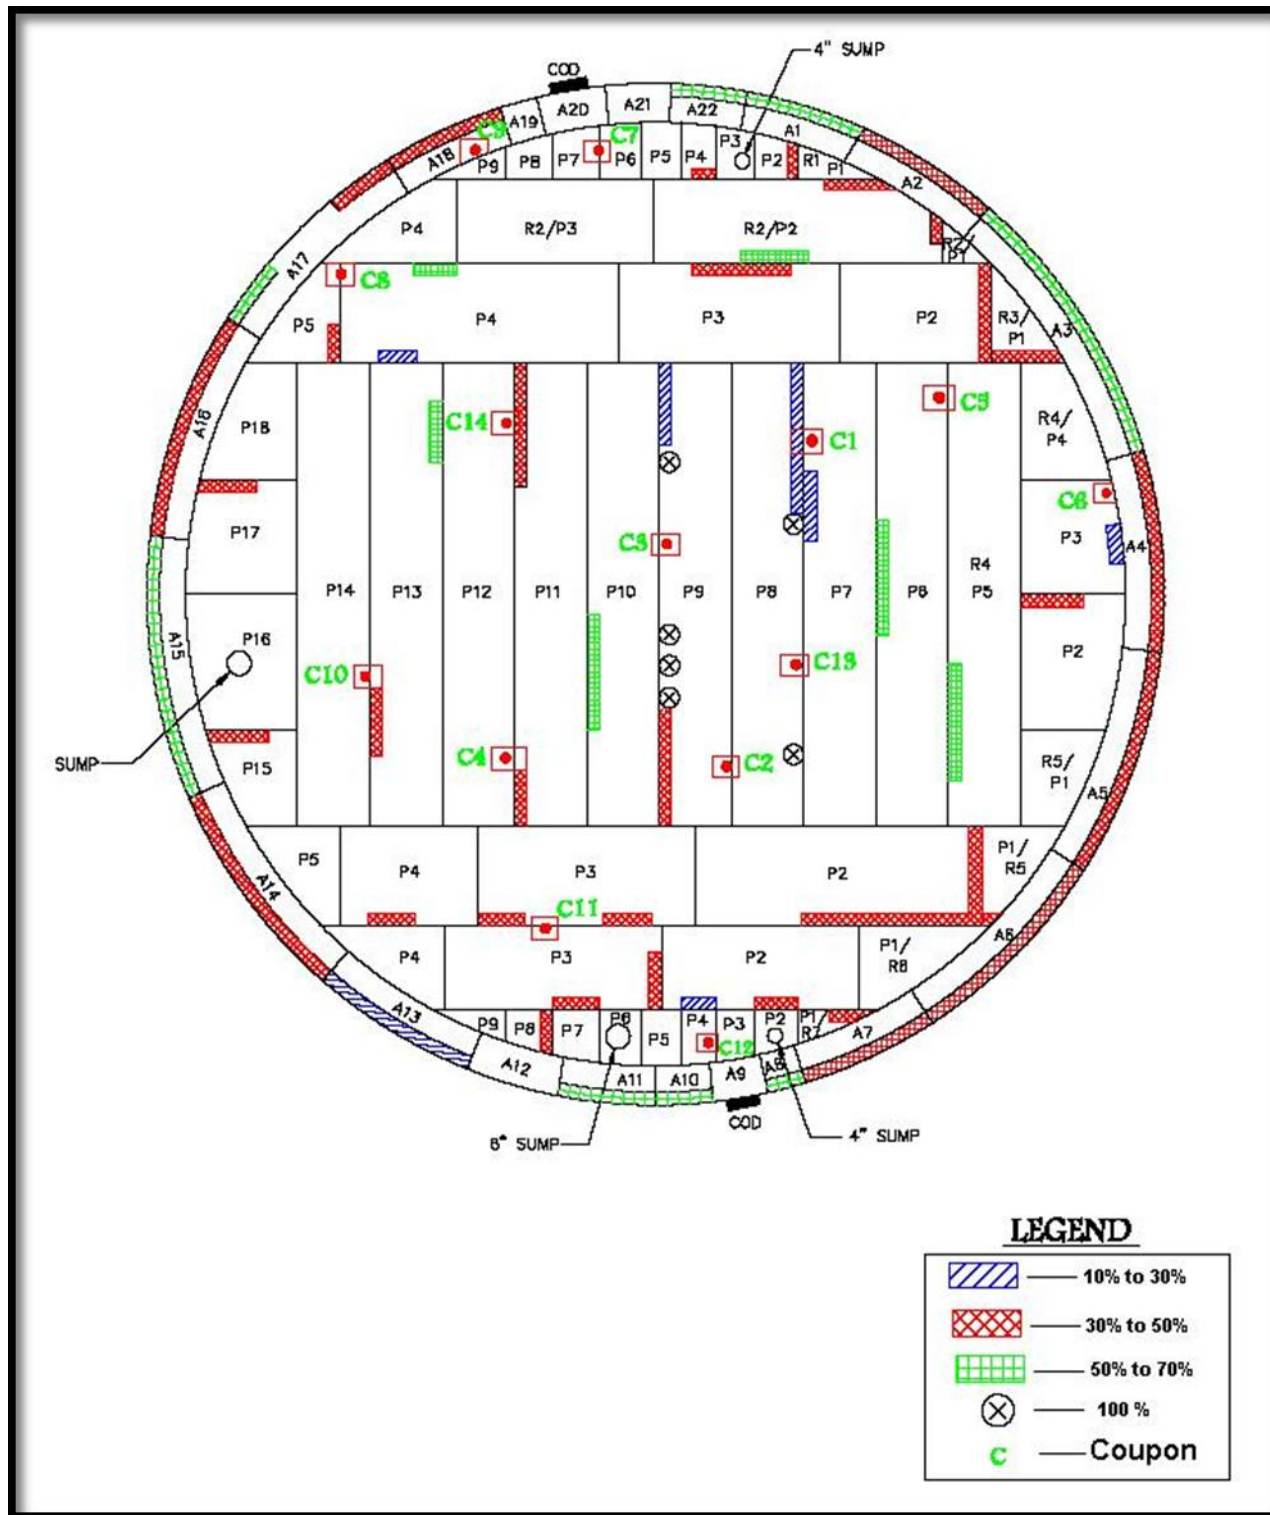 4" SUMP
COD
A19 A20 A21 A22 A1
C9 C7
A18 P9 P8 P7 P6 P5 P4 P3 P2 R1 P1 A2
P4 R2/P3 R2/P2 R2/
P1
A17 C8
P5 P4 P3 P2 R3/
P1 A3
A16 P18 C14 C1 C5 R4/
P4
P17 C3 C6 P3 A4
P14 P13 P12 P11 P10 P9 P8 P7 P6 R4
P5
A15 P16 C10 C13 P2
SUMP P15 C4 C2 R5/
P1 A5
P5 P4 P3 P2 P1/
R5
A14 C11 A6
P4 P3 P2 P1/
R6
A13 P9 P8 P7 P6 P5 P4 P3 P2 P1
R7 A7
C12
A12 A11 A10 A9 A8
COD
6" SUMP 4" SUMP
LEGEND
10% to 30%
30% to 50%
50% to 70%
100 %
C Coupon